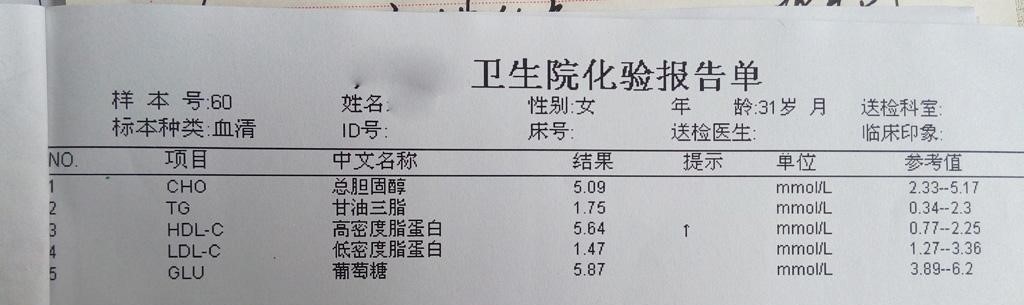 卫生院化验报告单
样 本 号:60 姓名: 性别:女 年 龄:31岁 月 送检科室:
标本种类:血清 ID号: 床号: 送检医生: 临床印象:
NO. 项目 中文名称 结果 提示 单位 参考值
1 CHO 总胆固醇 5.09 mmol/L 2.33--5.17
2 TG 甘油三脂 1.75 mmol/L 0.34--2.3
3 HDL-C 高密度脂蛋白 5.64 ↑ mmol/L 0.77--2.25
4 LDL-C 低密度脂蛋白 1.47 mmol/L 1.27--3.36
5 GLU 葡萄糖 5.87 mmol/L 3.89--6.2